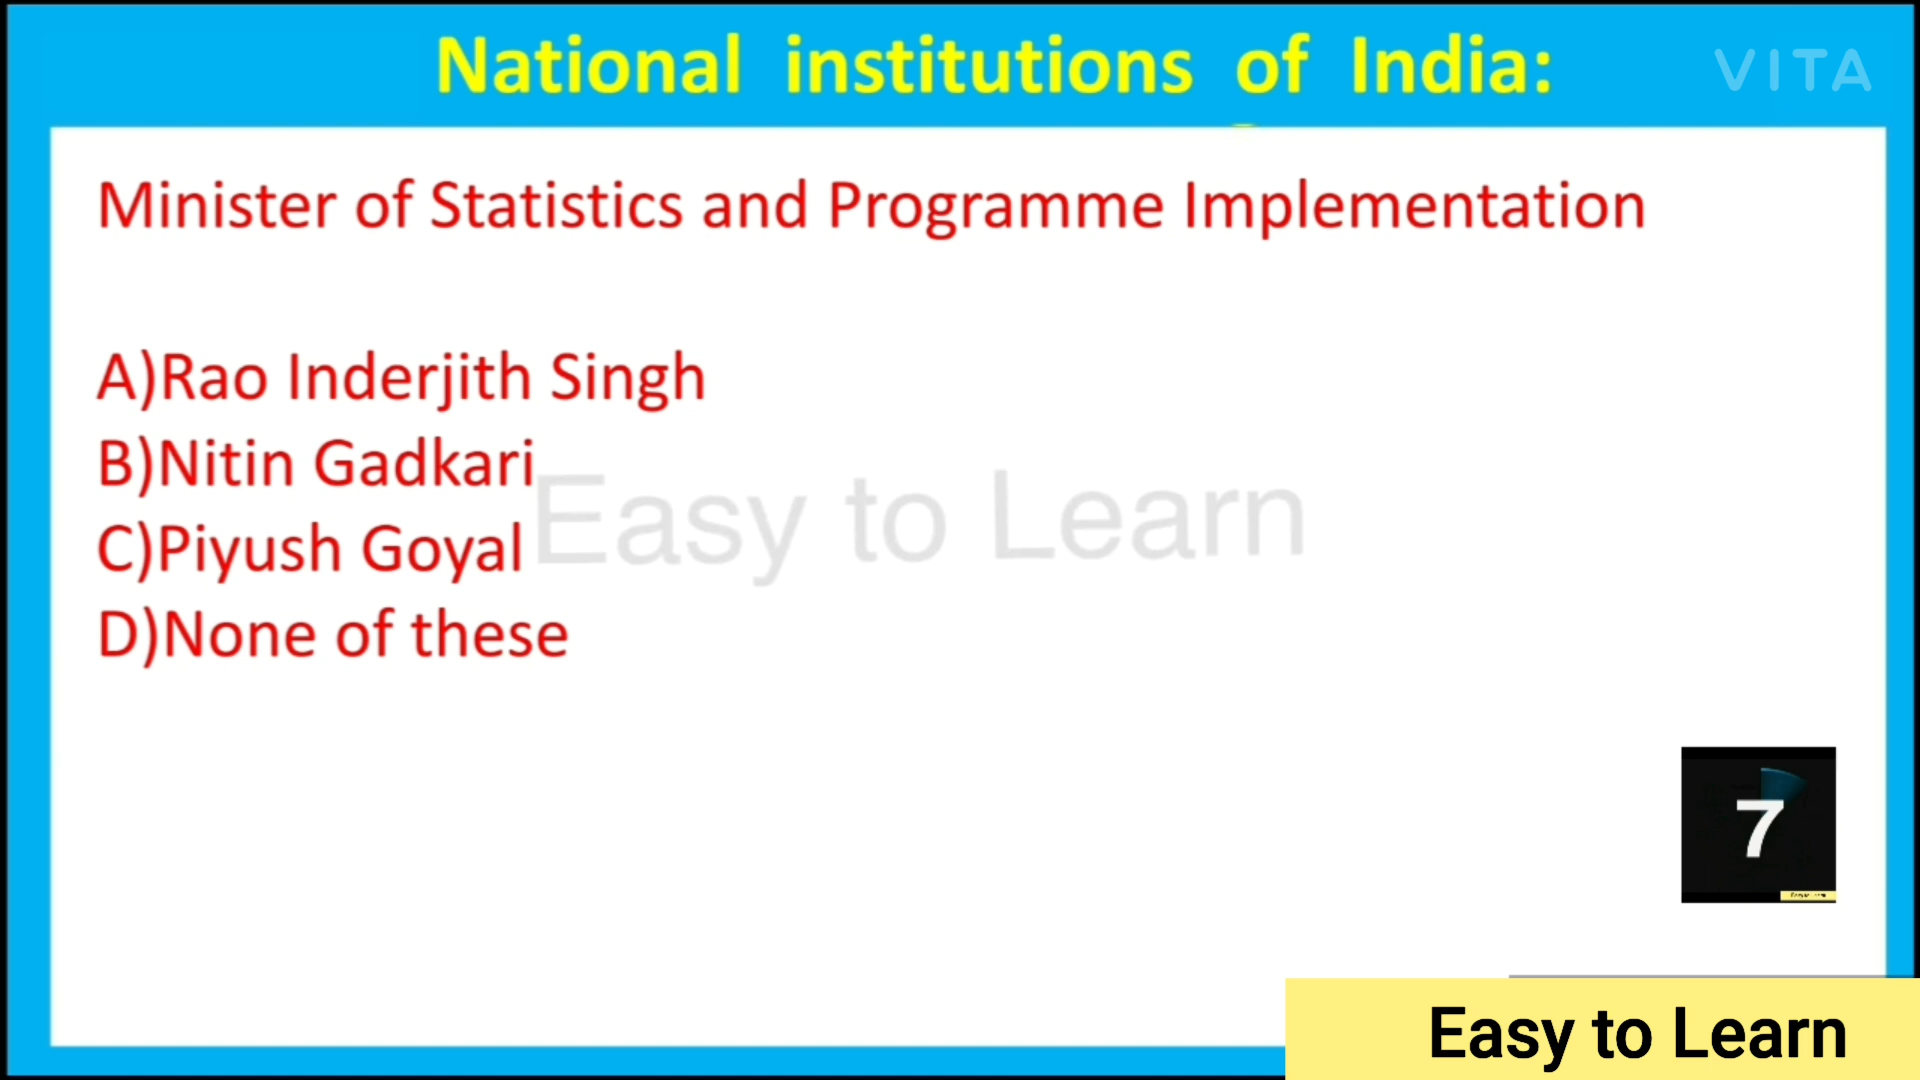 National institutions of India:
VITA
Minister of Statistics and Programme Implementation
A)Rao Inderjith Singh
B)Nitin Gadkari
C)Piyush Goyal
D)None of these
Easy to Learn
7
Easy to Learn